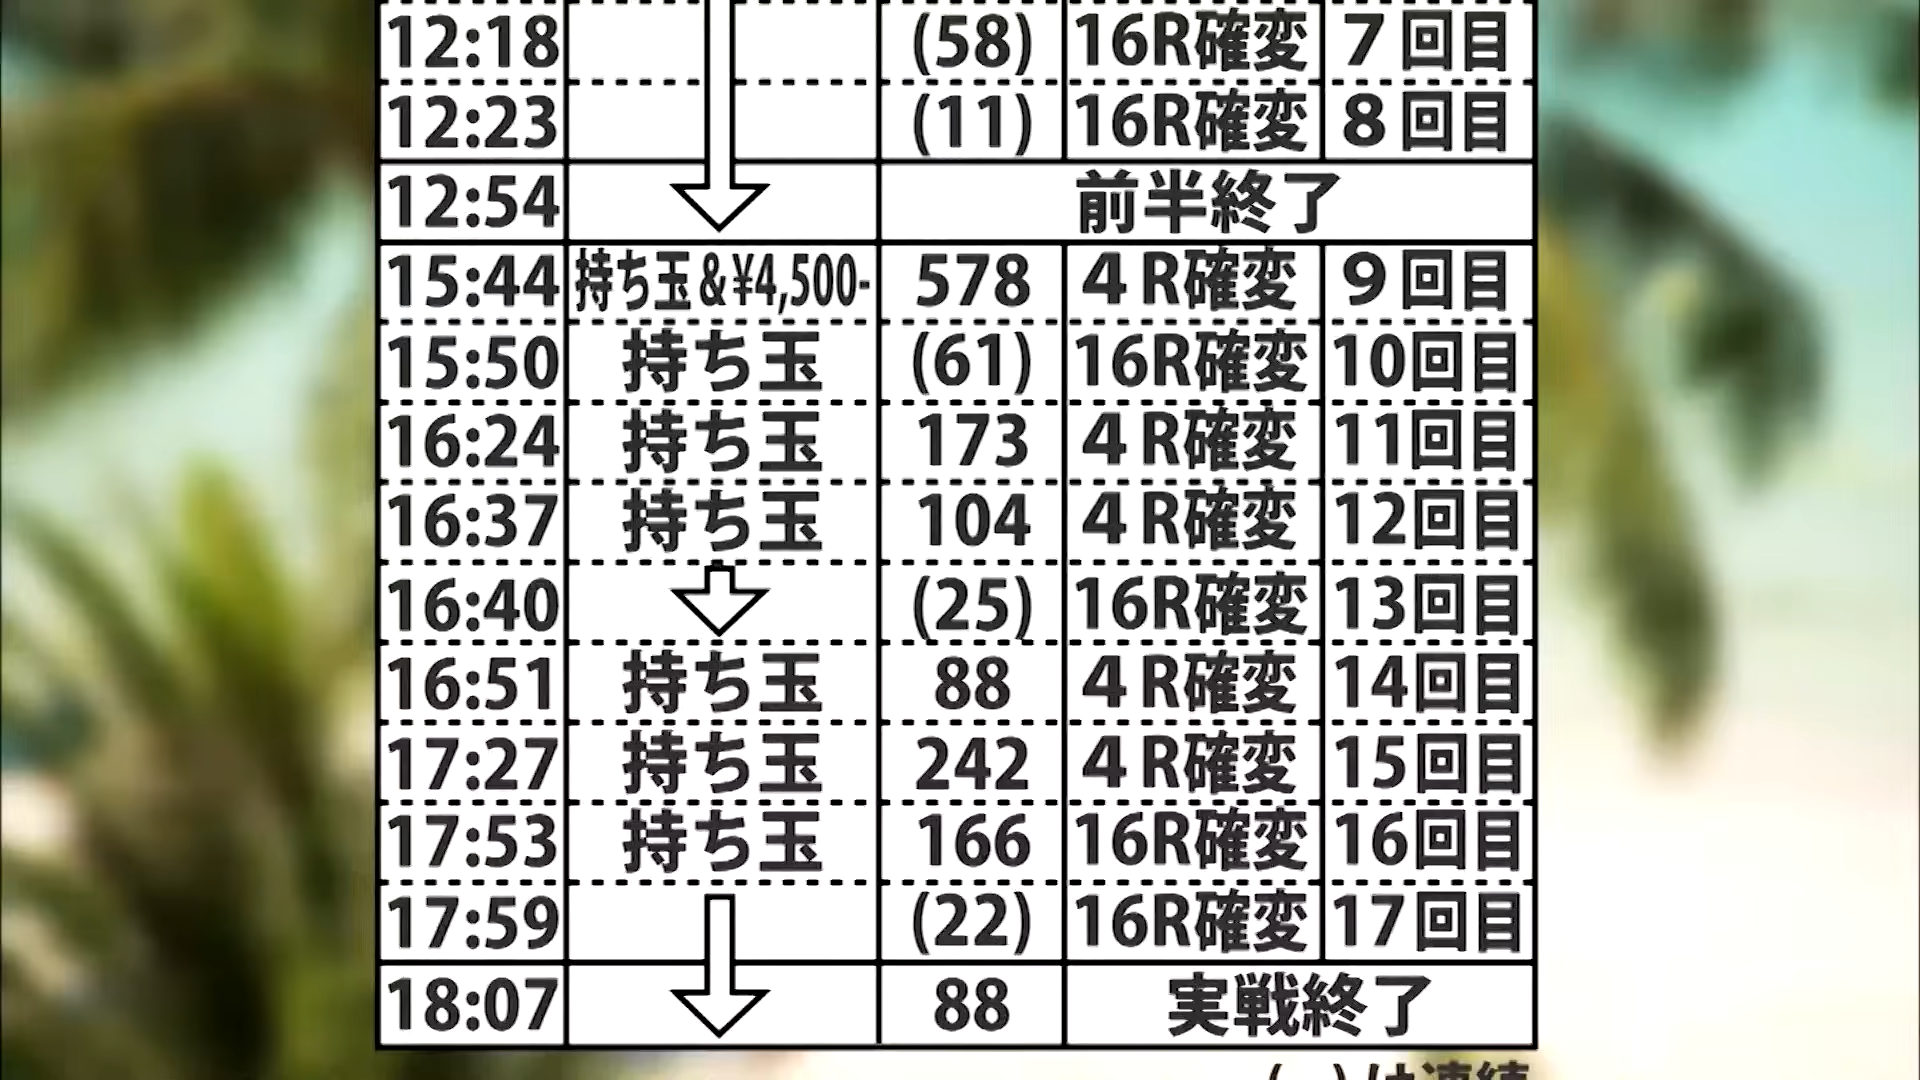 12:18 (58) 16R確変 7回目
12:23 (11) 16R確変 8回目
12:54 前半終了
15:44 持ち玉&¥4,500- 578 4R確変 9回目
15:50 持ち玉 (61) 16R確変 10回目
16:24 持ち玉 173 4R確変 11回目
16:37 持ち玉 104 4R確変 12回目
16:40 (25) 16R確変 13回目
16:51 持ち玉 88 4R確変 14回目
17:27 持ち玉 242 4R確変 15回目
17:53 持ち玉 166 16R確変 16回目
17:59 (22) 16R確変 17回目
18:07 88 実戦終了
( )は連続